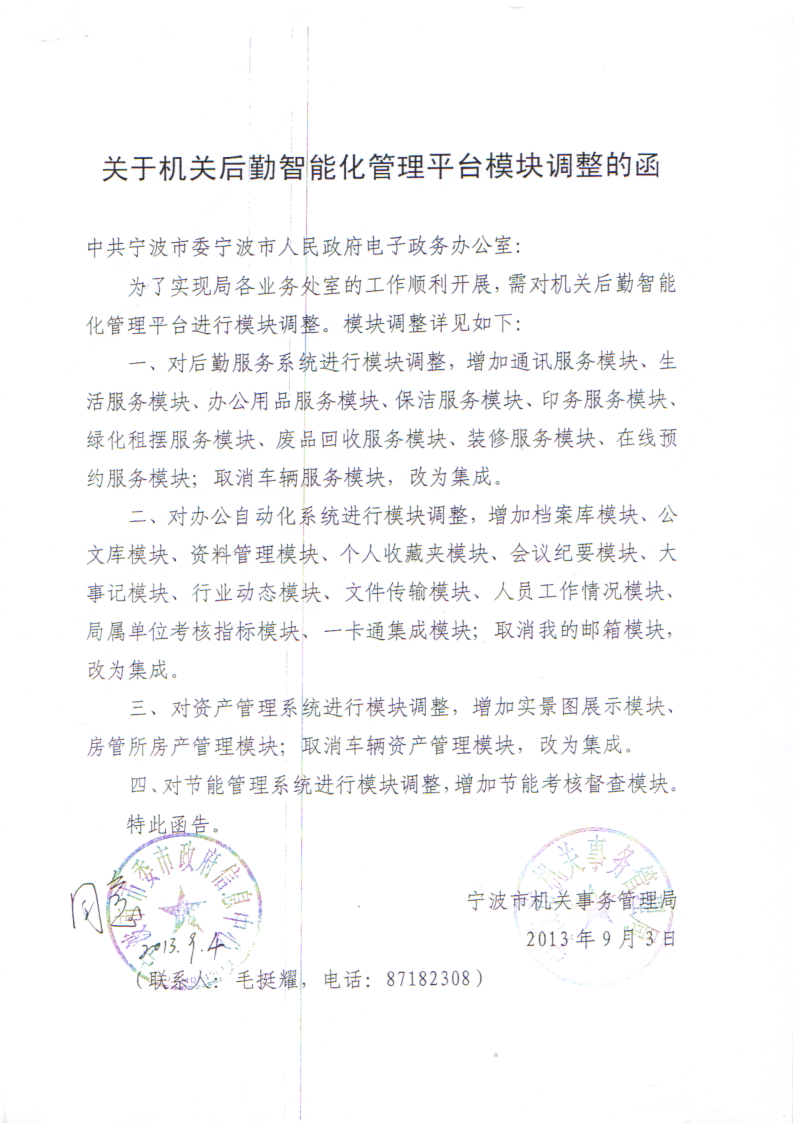 关于机关后勤智能化管理平台模块调整的函
中共宁波市委宁波市人民政府电子政务办公室：
为了实现局各业务处室的工作顺利开展，需对机关后勤智能
化管理平台进行模块调整。模块调整详见如下：
一、对后勤服务系统进行模块调整，增加通讯服务模块、生
活服务模块、办公用品服务模块、保洁服务模块、印务服务模块、
绿化租摆服务模块、废品回收服务模块、装修服务模块、在线预
约服务模块；取消车辆服务模块，改为集成。
二、对办公自动化系统进行模块调整，增加档案库模块、公
文库模块、资料管理模块、个人收藏夹模块、会议纪要模块、大
事记模块、行业动态模块、文件传输模块、人员工作情况模块、
局属单位考核指标模块、一卡通集成模块；取消我的邮箱模块，
改为集成。
三、对资产管理系统进行模块调整，增加实景图展示模块、
房管所房产管理模块；取消车辆资产管理模块，改为集成。
四、对节能管理系统进行模块调整，增加节能考核督查模块。
特此函告。
波市委市政府信息中心
同意
2013.9.4
机关事务管理局
宁波市机关事务管理局
2013年9月3日
（联系人：毛挺耀，电话：87182308）